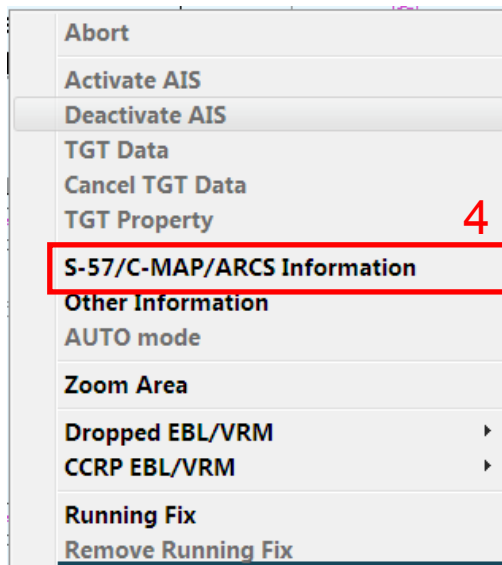 Abort
Activate AIS
Deactivate AIS
TGT Data
Cancel TGT Data
TGT Property
4
S-57/C-MAP/ARCS Information
Other Information
AUTO mode
Zoom Area
Dropped EBL/VRM
CCRP EBL/VRM
Running Fix
Remove Running Fix